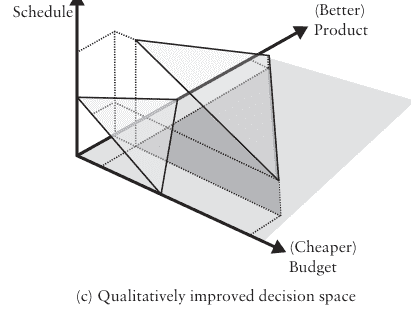 Schedule
(Better)
Product
(Cheaper)
Budget
(c) Qualitatively improved decision space